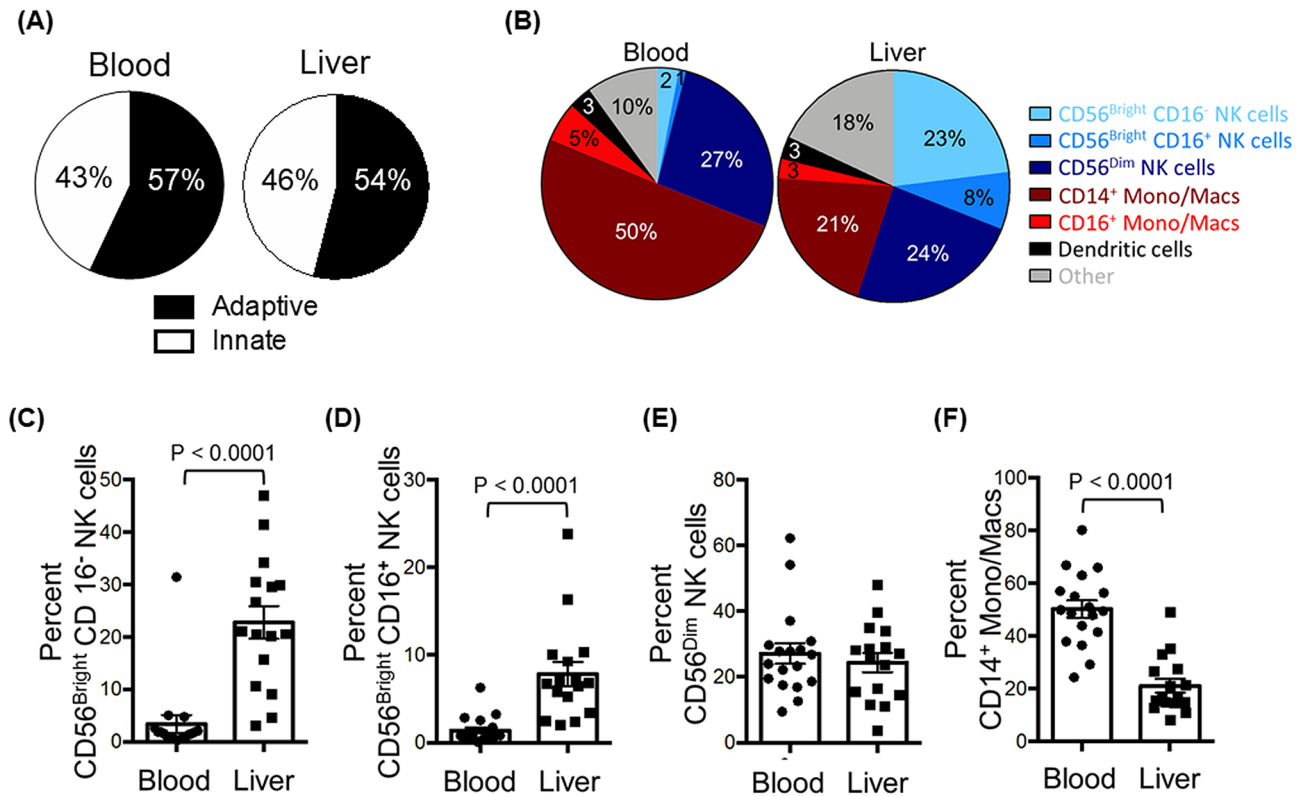 (A)
Blood
Liver
43%
57%
46%
54%
Adaptive
Innate
(B)
Blood
Liver
2
1
27%
50%
5%
3
10%
23%
8%
24%
21%
3
3
18%
CD56Bright CD16- NK cells
CD56Bright CD16+ NK cells
CD56Dim NK cells
CD14+ Mono/Macs
CD16+ Mono/Macs
Dendritic cells
Other
(C)
P < 0.0001
Percent
CD56Bright CD 16- NK cells
50
40
30
20
10
0
Blood
Liver
(D)
P < 0.0001
Percent
CD56Bright CD16+ NK cells
30
20
10
0
Blood
Liver
(E)
Percent
CD56Dim NK cells
80
60
40
20
0
Blood
Liver
(F)
P < 0.0001
Percent
CD14+ Mono/Macs
100
80
60
40
20
0
Blood
Liver